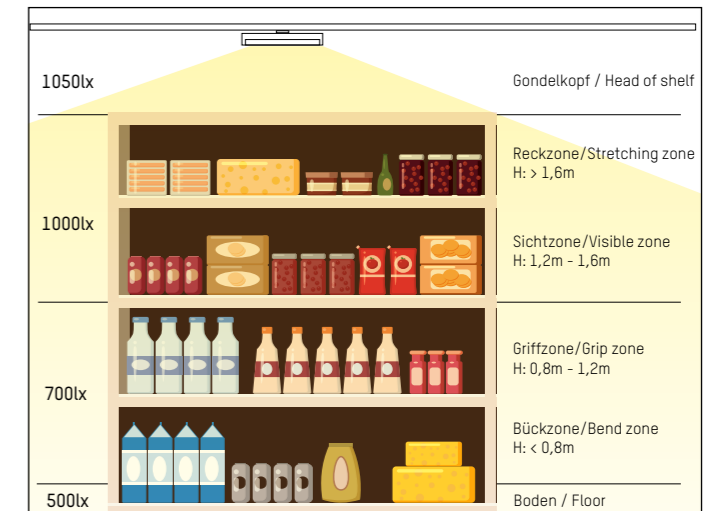 1050lx
Gondelkopf / Head of shelf
Reckzone/Stretching zone
H: > 1,6m
1000lx
Sichtzone/Visible zone
H: 1,2m - 1,6m
Griffzone/Grip zone
H: 0,8m - 1,2m
700lx
Bückzone/Bend zone
H: < 0,8m
500lx
Boden / Floor